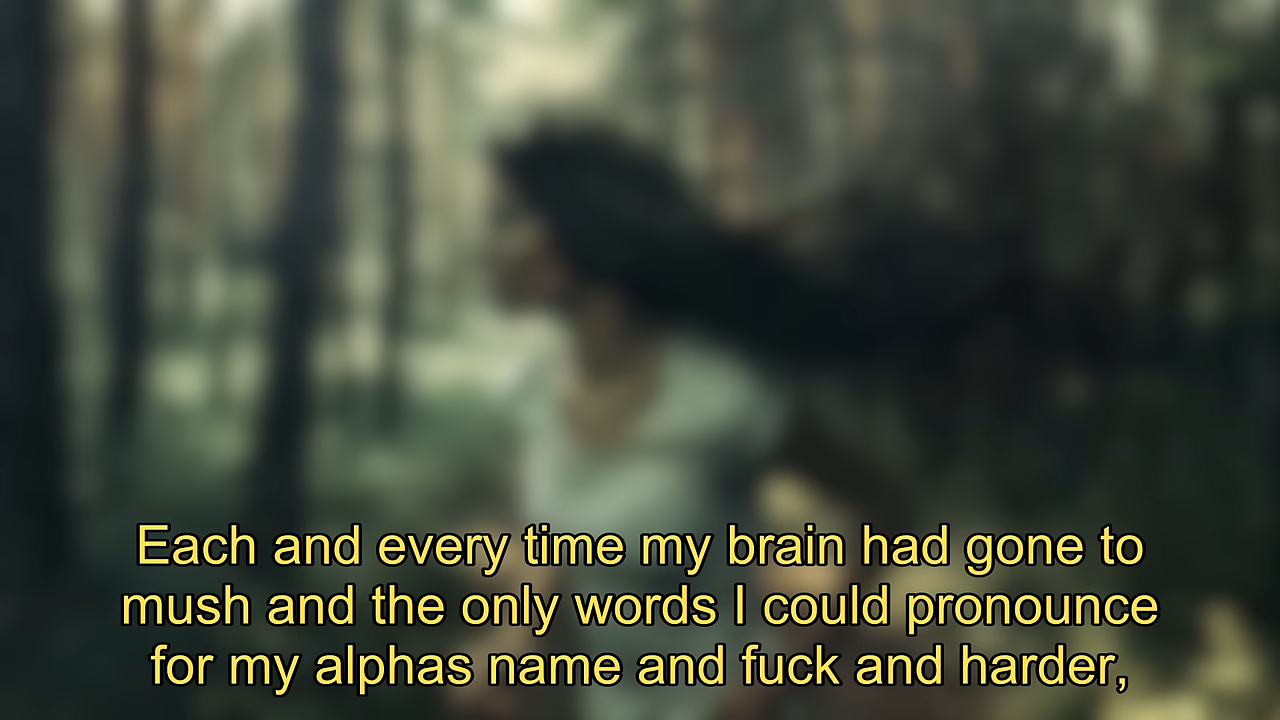 Each and every time my brain had gone to
mush and the only words I could pronounce
for my alphas name and fuck and harder,